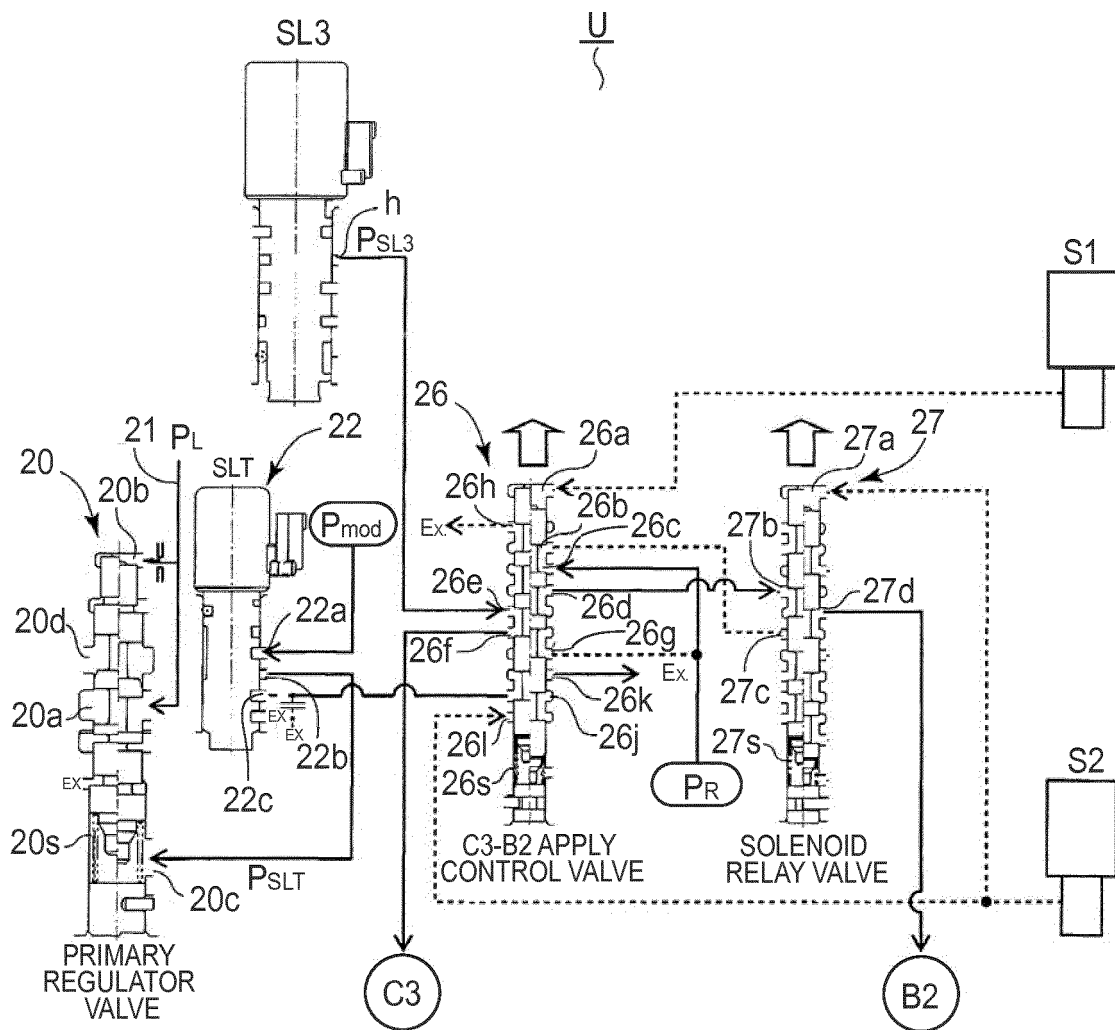 SL3
U
h
PSL3
S1
26
22
21
PL
20
SLT
20b
26a
27a
27
26h
26b
Pmod
Ex.
26c
27b
26e
22a
26d
27d
20d
26f
26g
Ex.
27c
26k
20a
EX
EX
22b
26l
26j
22c
26s
27s
S2
EX
PR
20s
C3-B2 APPLY
CONTROL VALVE
SOLENOID
RELAY VALVE
PSLT
20c
PRIMARY
REGULATOR
VALVE
C3
B2